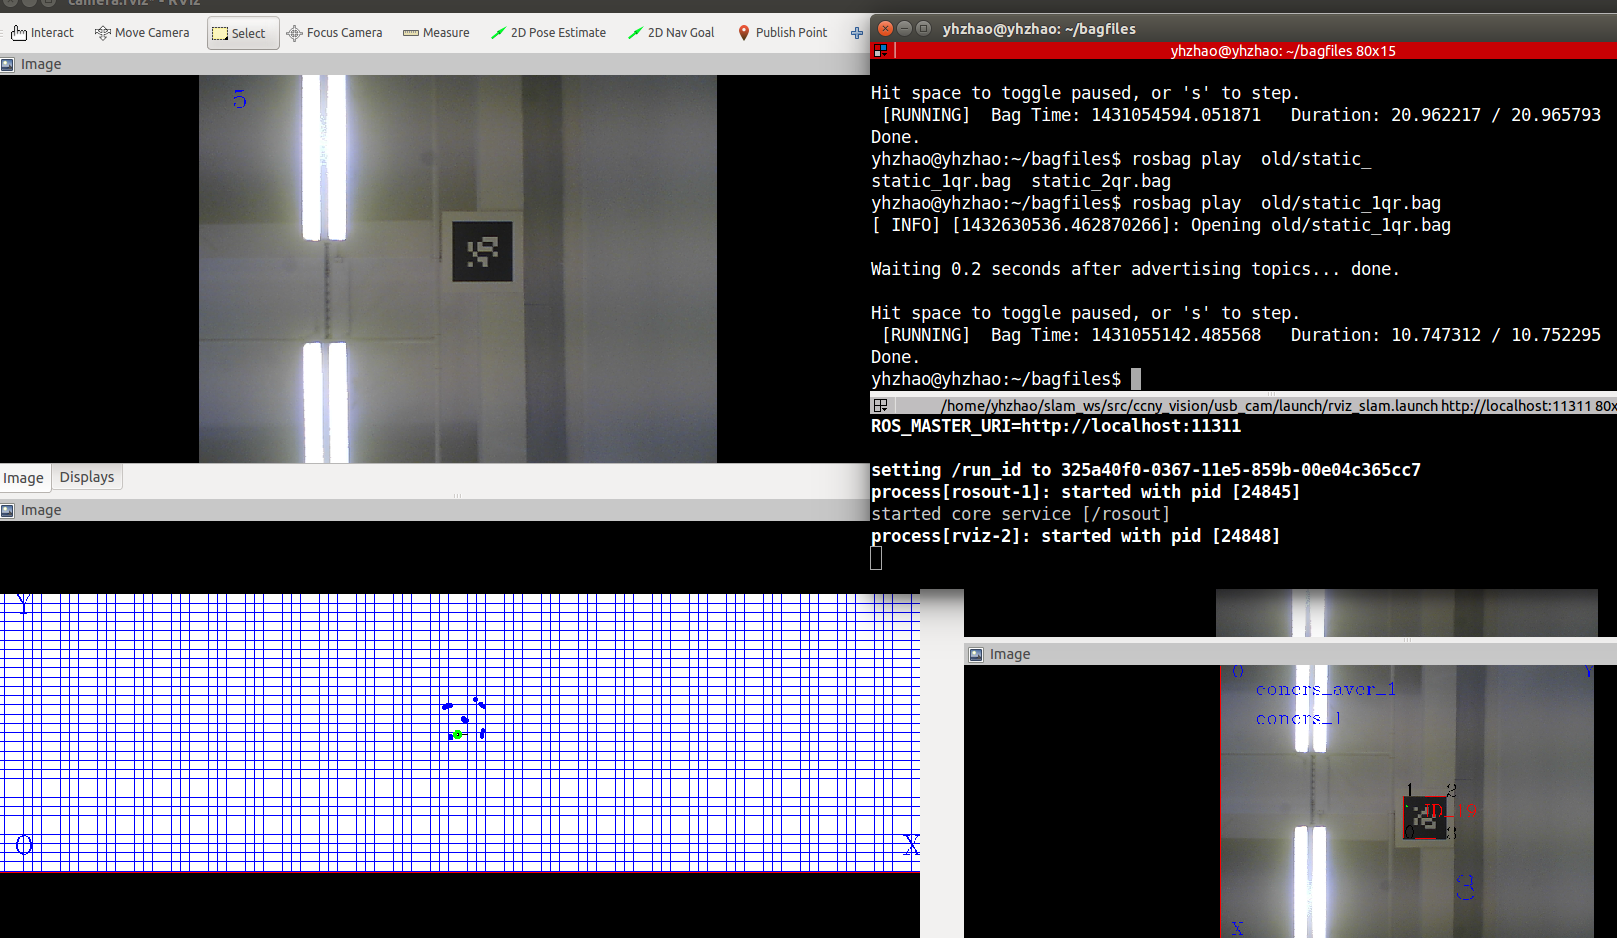 camera.rviz* - RViz
Interact Move Camera Select Focus Camera Measure 2D Pose Estimate 2D Nav Goal Publish Point
Image
5
Image Displays
Image
Y
O X
yhzhao@yhzhao: ~/bagfiles
yhzhao@yhzhao: ~/bagfiles 80x15
Hit space to toggle paused, or 's' to step.
[RUNNING] Bag Time: 1431054594.051871 Duration: 20.962217 / 20.965793
Done.
yhzhao@yhzhao:~/bagfiles$ rosbag play old/static_
static_1qr.bag static_2qr.bag
yhzhao@yhzhao:~/bagfiles$ rosbag play old/static_1qr.bag
[ INFO] [1432630536.462870266]: Opening old/static_1qr.bag
Waiting 0.2 seconds after advertising topics... done.
Hit space to toggle paused, or 's' to step.
[RUNNING] Bag Time: 1431055142.485568 Duration: 10.747312 / 10.752295
Done.
yhzhao@yhzhao:~/bagfiles$
/home/yhzhao/slam_ws/src/ccny_vision/usb_cam/launch/rviz_slam.launch http://localhost:11311 80x
ROS_MASTER_URI=http://localhost:11311
setting /run_id to 325a40f0-0367-11e5-859b-00e04c365cc7
process[rosout-1]: started with pid [24845]
started core service [/rosout]
process[rviz-2]: started with pid [24848]
Image
O Y
coners_aver_1
coners_1
1 2
ID_18
0 3
3
X